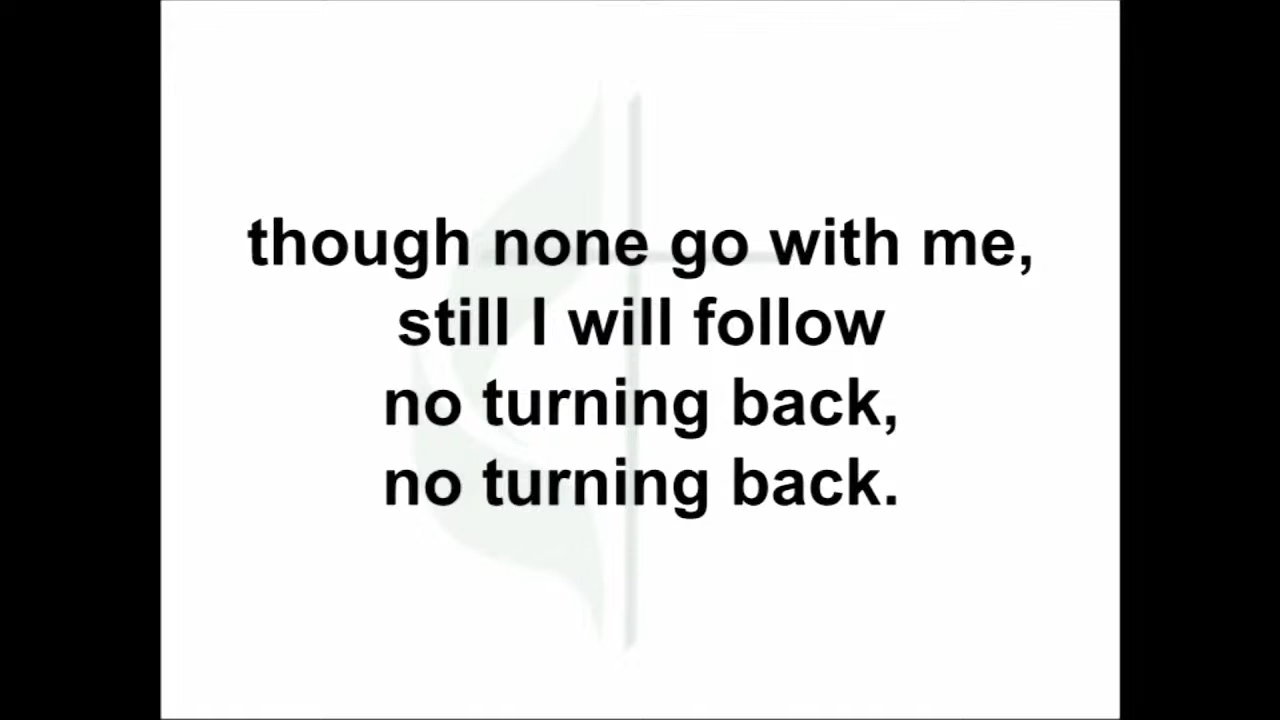 though none go with me,
still I will follow
no turning back,
no turning back.